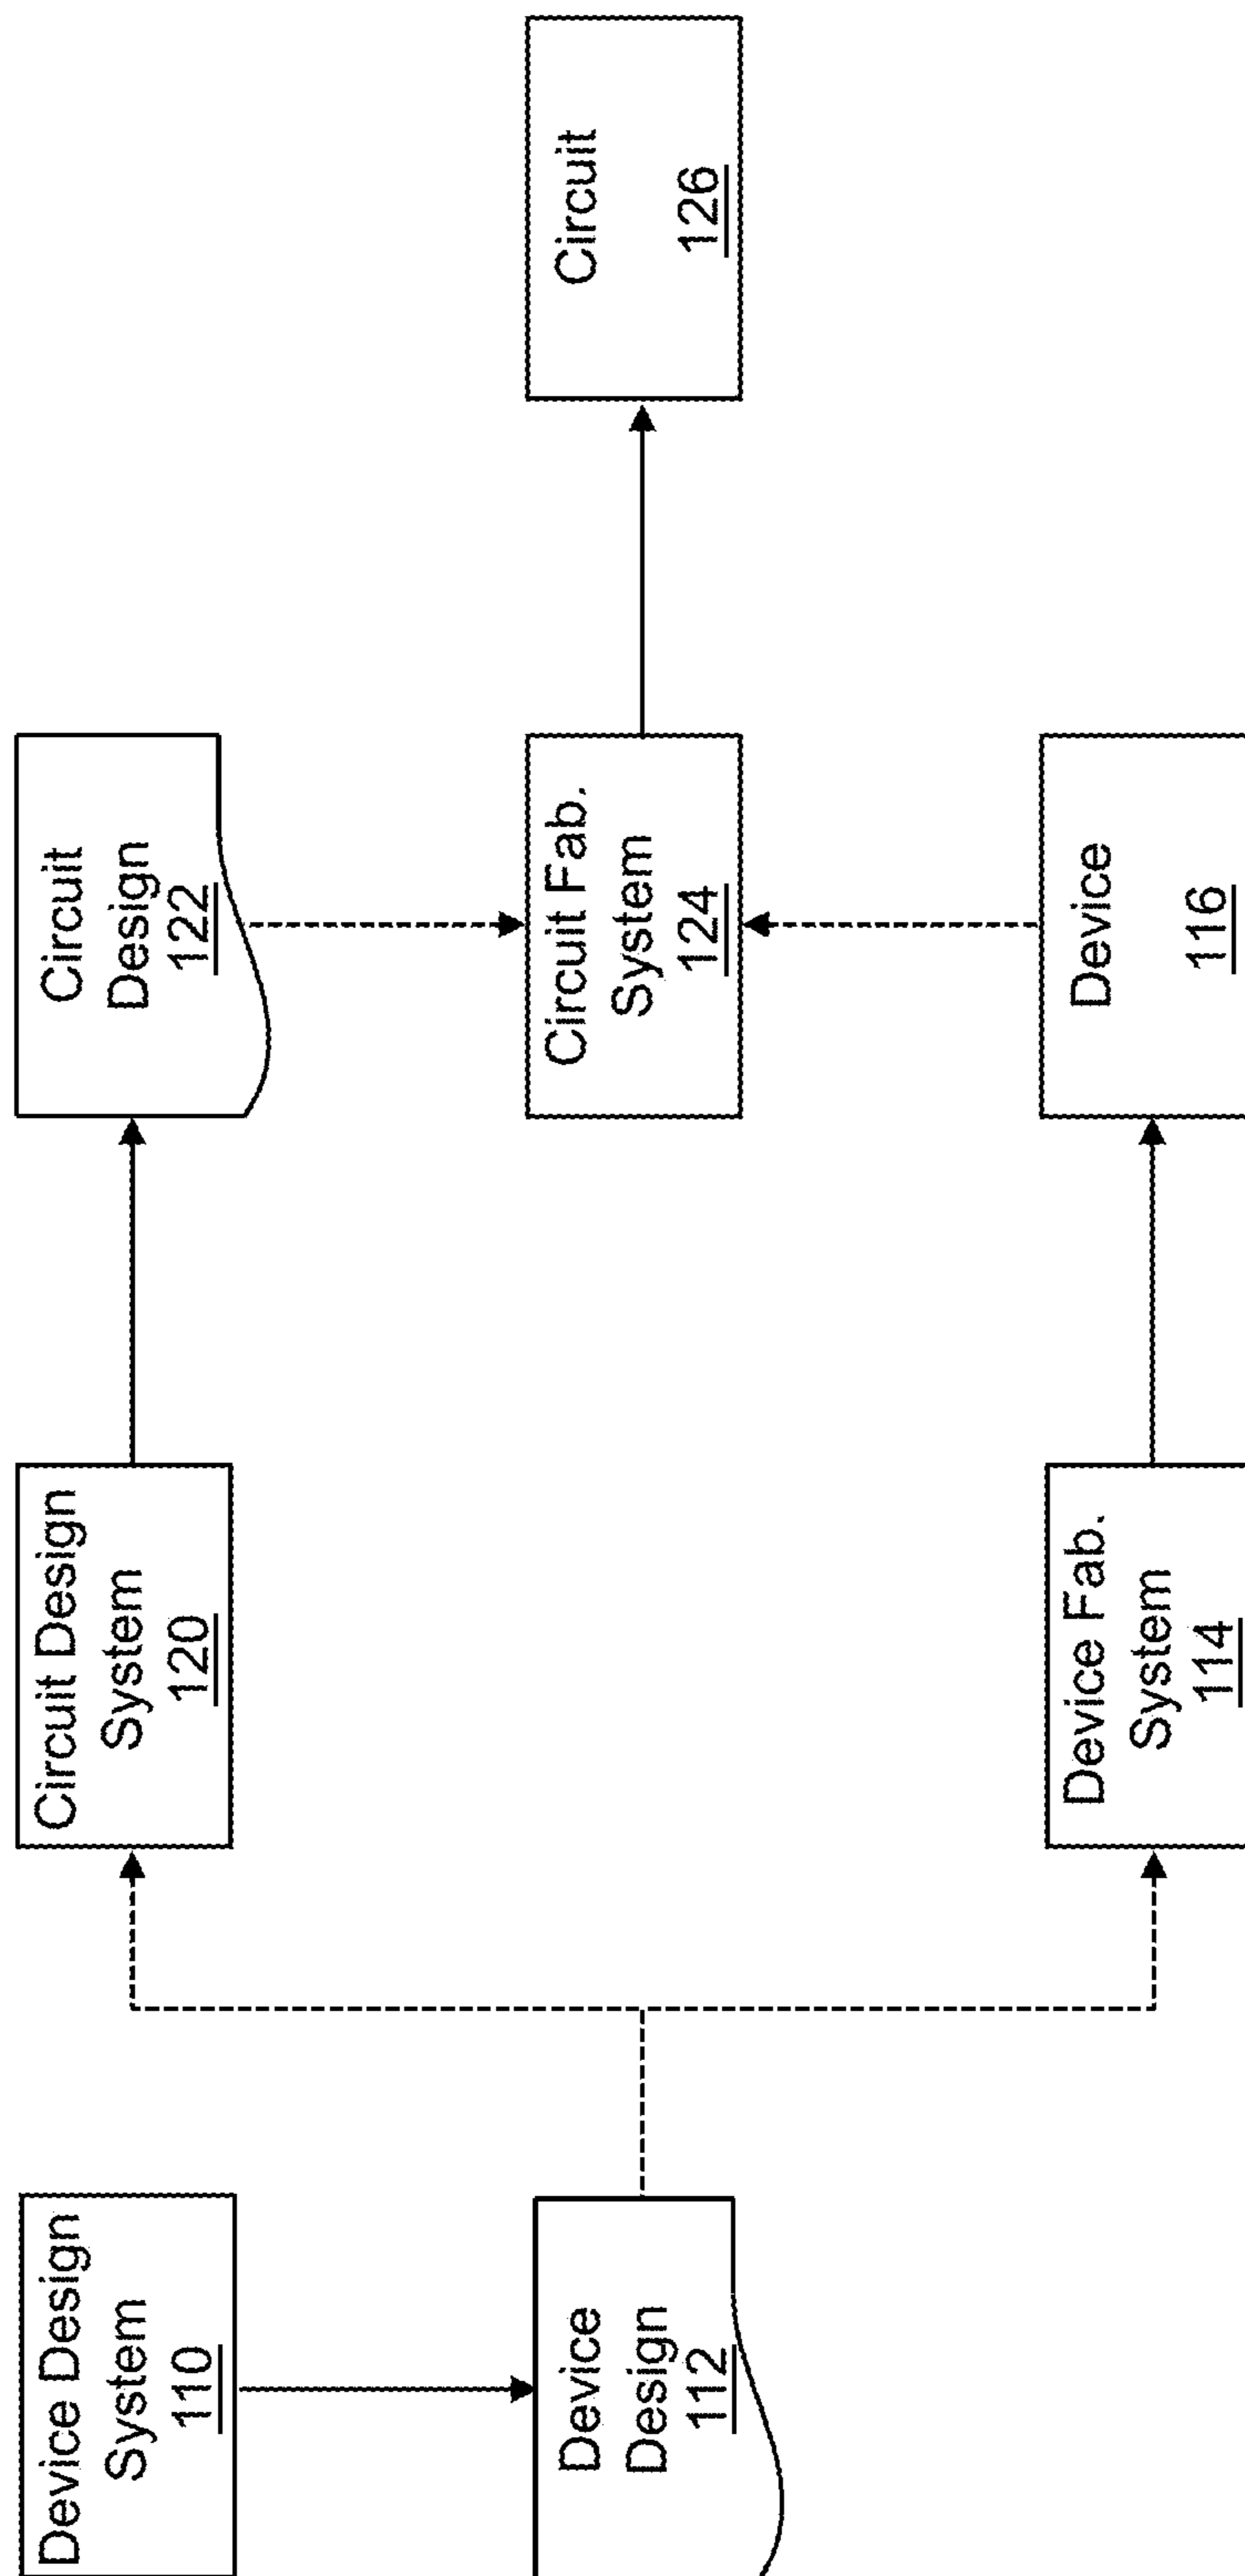 Device Design
System
110
Device
Design
112
Circuit Design
System
120
Device Fab.
System
114
Circuit
Design
122
Circuit Fab.
System
124
Device
116
Circuit
126